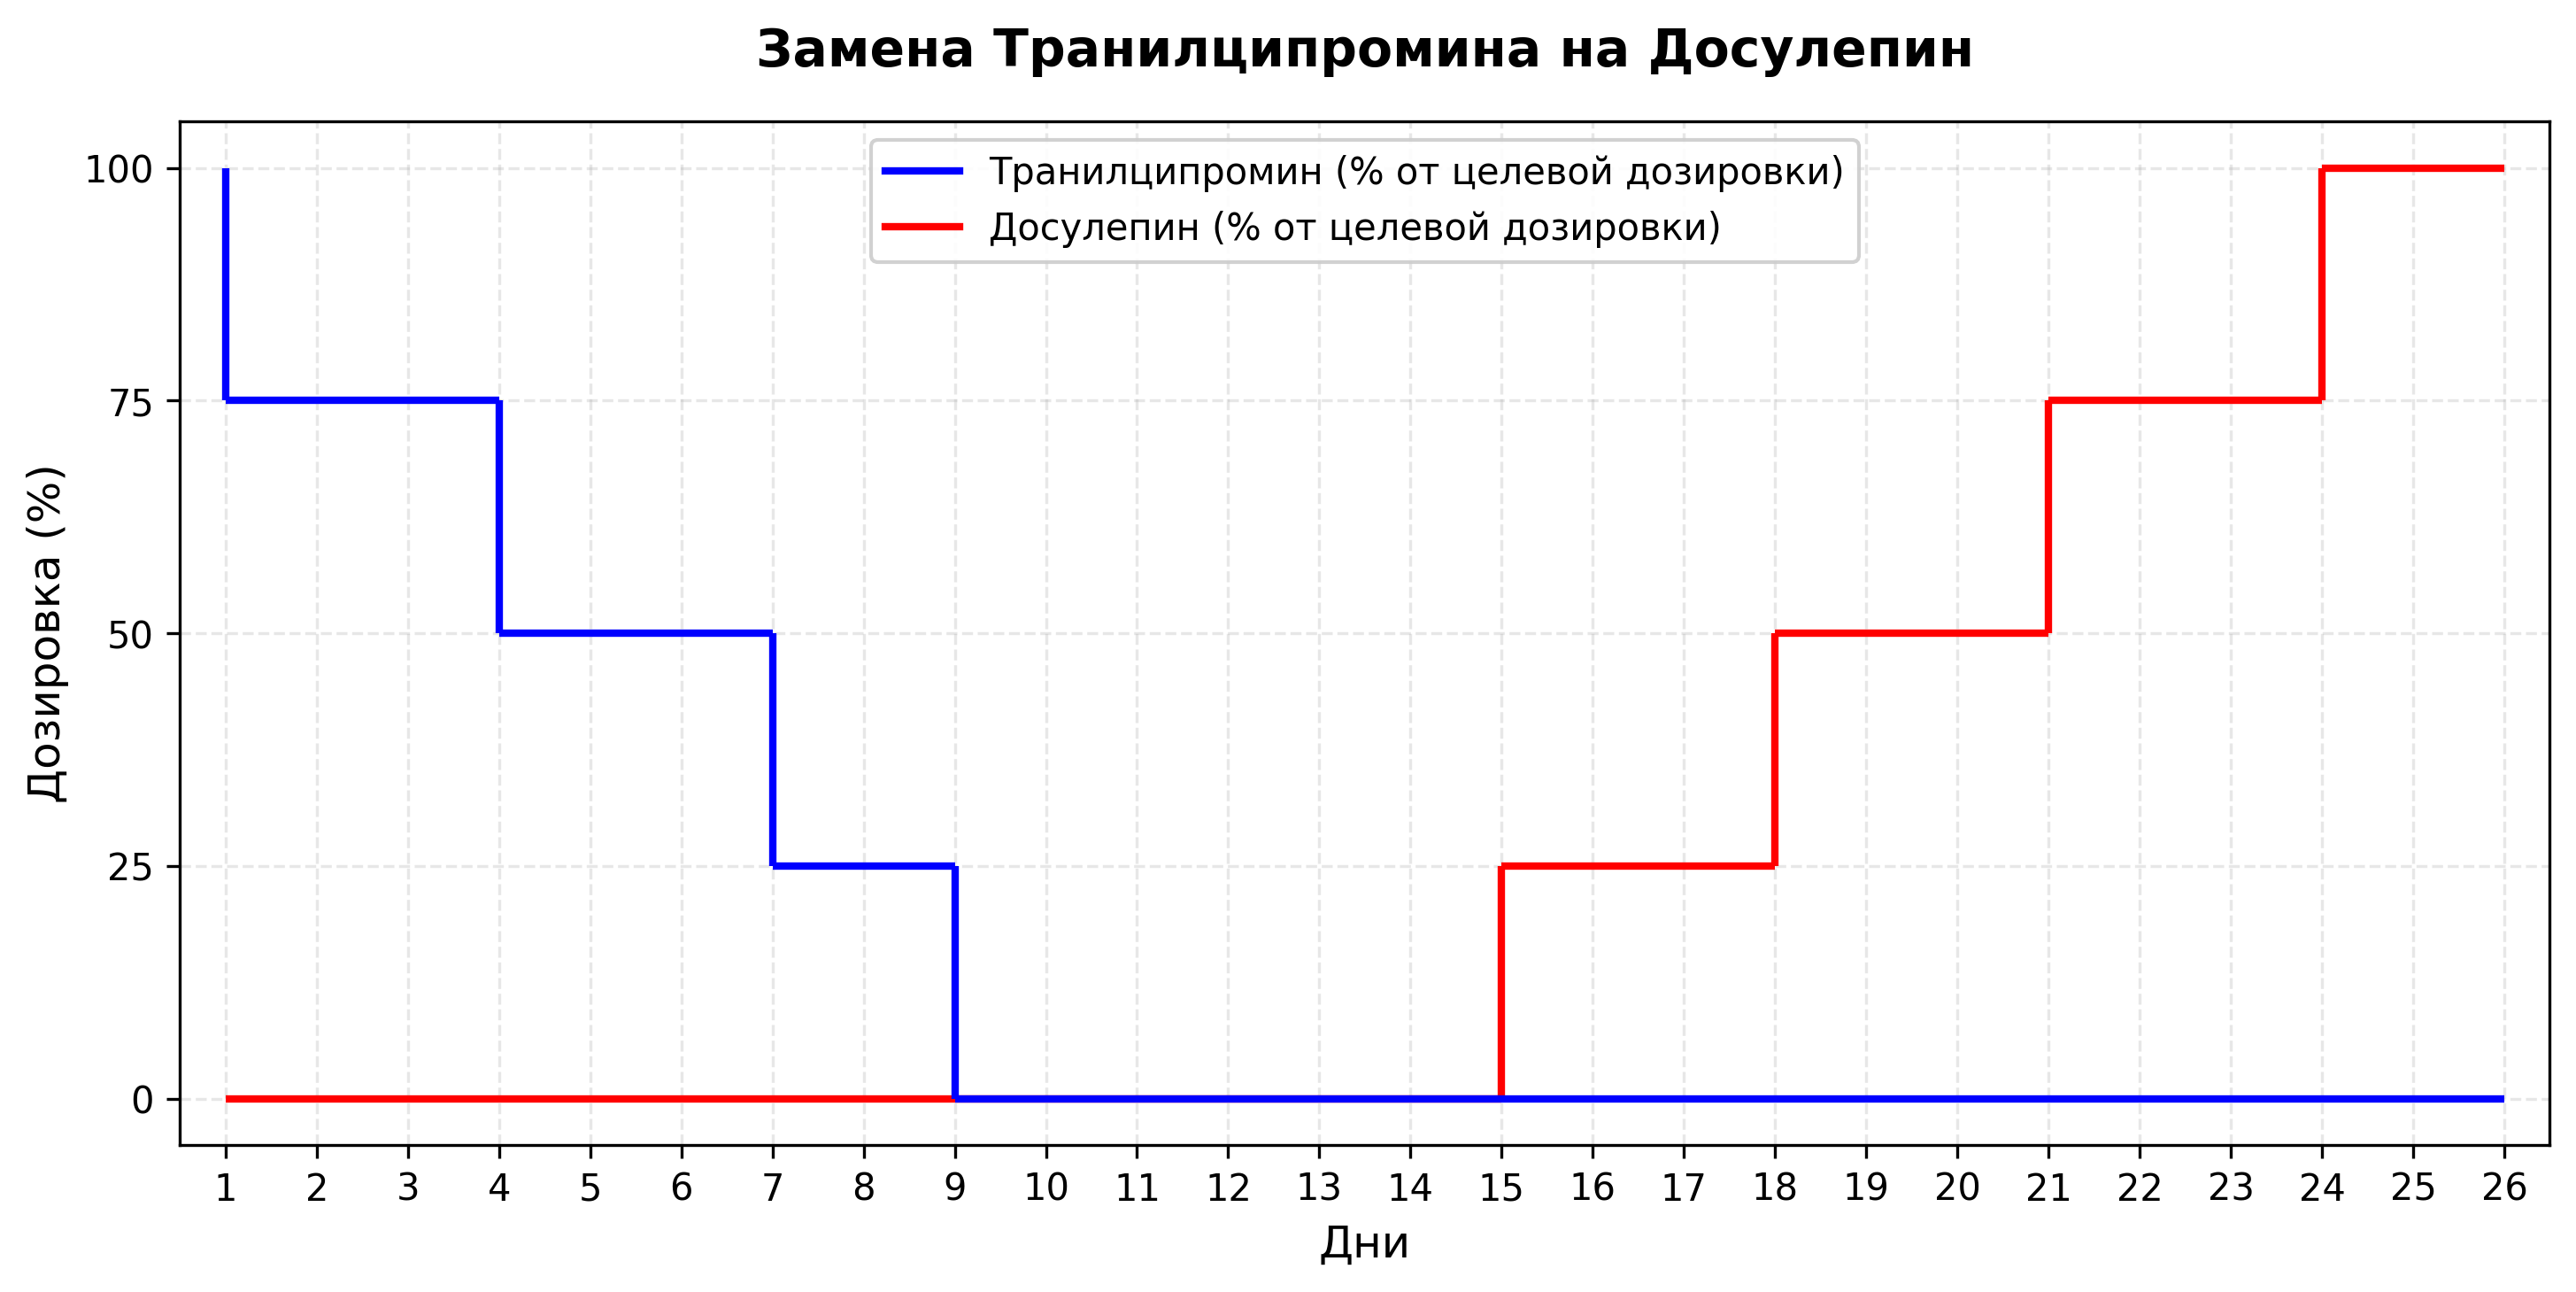 Замена Транилципромина на Досулепин
Транилципромин (% от целевой дозировки)
Досулепин (% от целевой дозировки)
Дозировка (%)
100
75
50
25
0
1 2 3 4 5 6 7 8 9 10 11 12 13 14 15 16 17 18 19 20 21 22 23 24 25 26
Дни